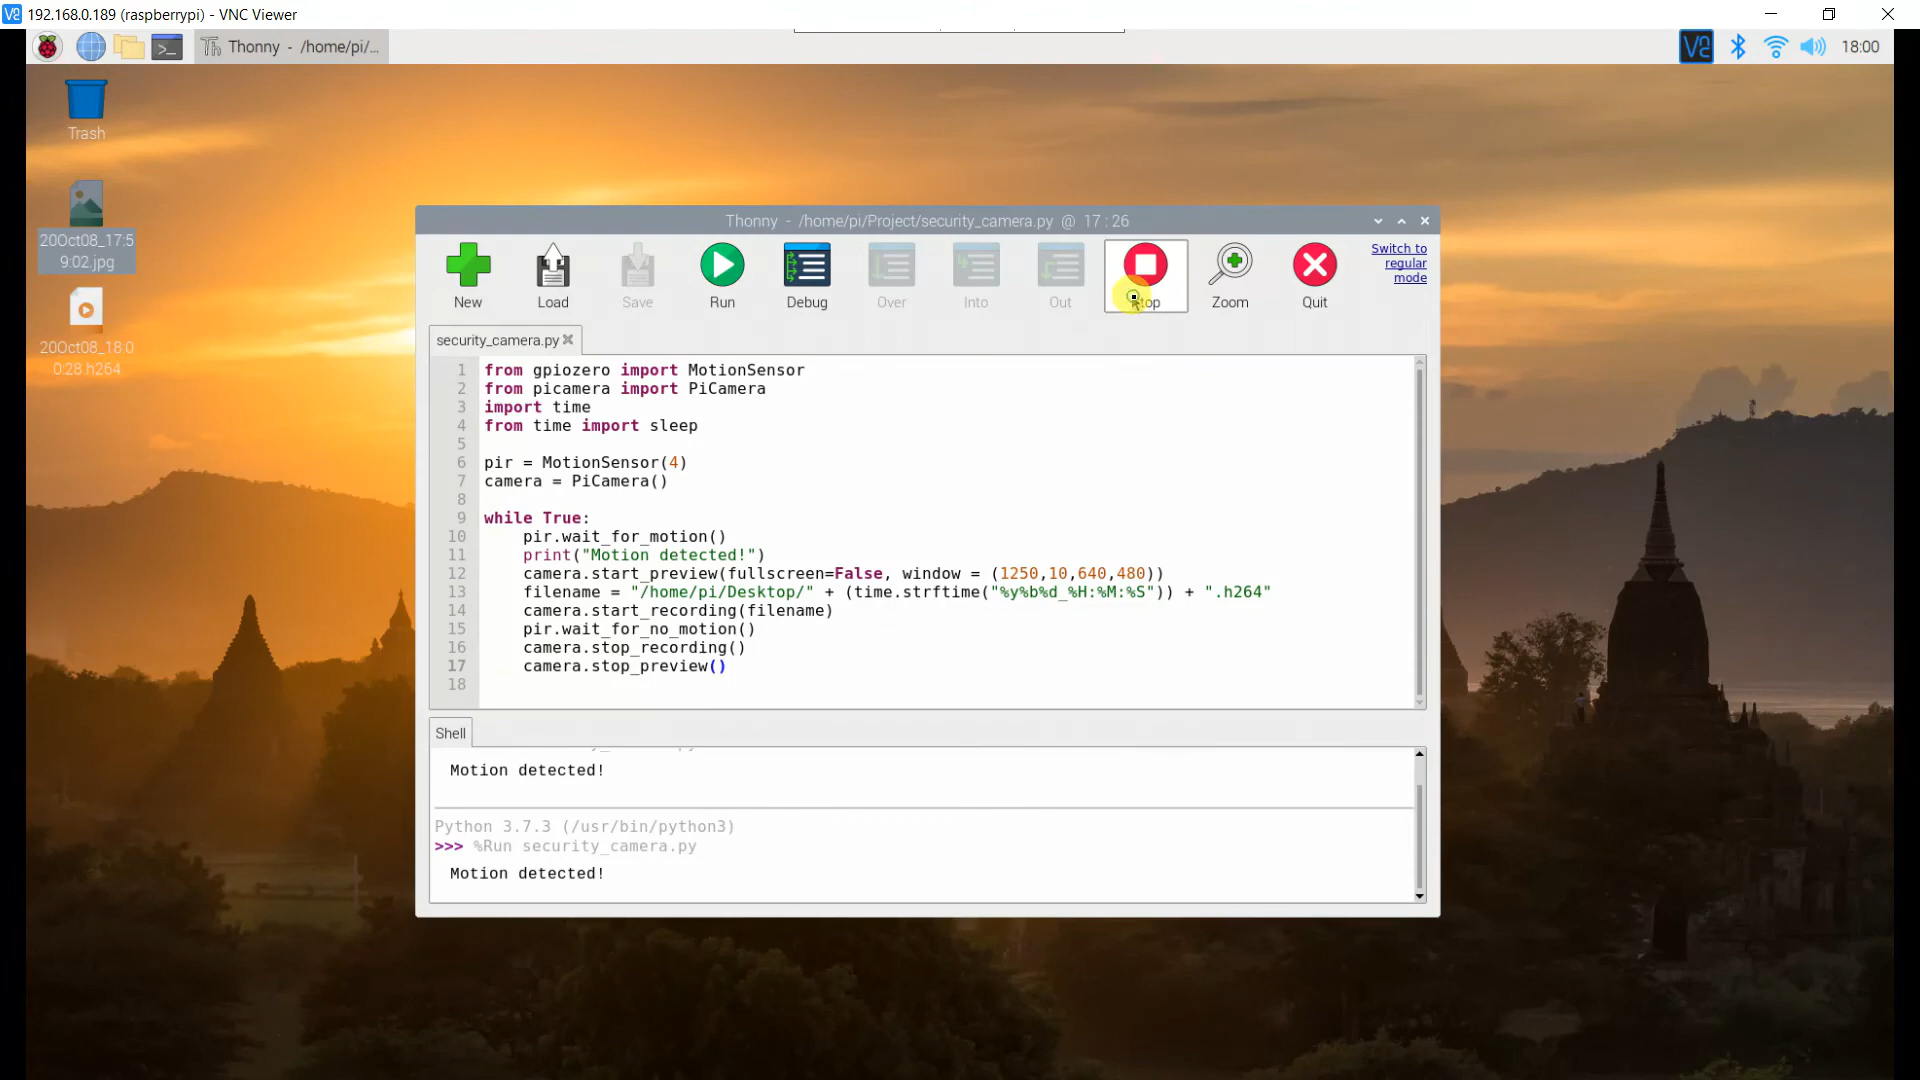 192.168.0.189 (raspberrypi) - VNC Viewer
Thonny - /home/pi/...
18:00
Trash
20Oct08_17:5
9:02.jpg
20Oct08_18:0
0:28.h264
Thonny - /home/pi/Project/security_camera.py @ 17 : 26
New
Load
Save
Run
Debug
Over
Into
Out
Stop
Zoom
Quit
Switch to
regular
mode
security_camera.py
1 from gpiozero import MotionSensor
2 from picamera import PiCamera
3 import time
4 from time import sleep
5
6 pir = MotionSensor(4)
7 camera = PiCamera()
8
9 while True:
10 pir.wait_for_motion()
11 print("Motion detected!")
12 camera.start_preview(fullscreen=False, window = (1250,10,640,480))
13 filename = "/home/pi/Desktop/" + (time.strftime("%y%b%d_%H:%M:%S")) + ".h264"
14 camera.start_recording(filename)
15 pir.wait_for_no_motion()
16 camera.stop_recording()
17 camera.stop_preview()
18
Shell
Motion detected!
Python 3.7.3 (/usr/bin/python3)
>>> %Run security_camera.py
Motion detected!